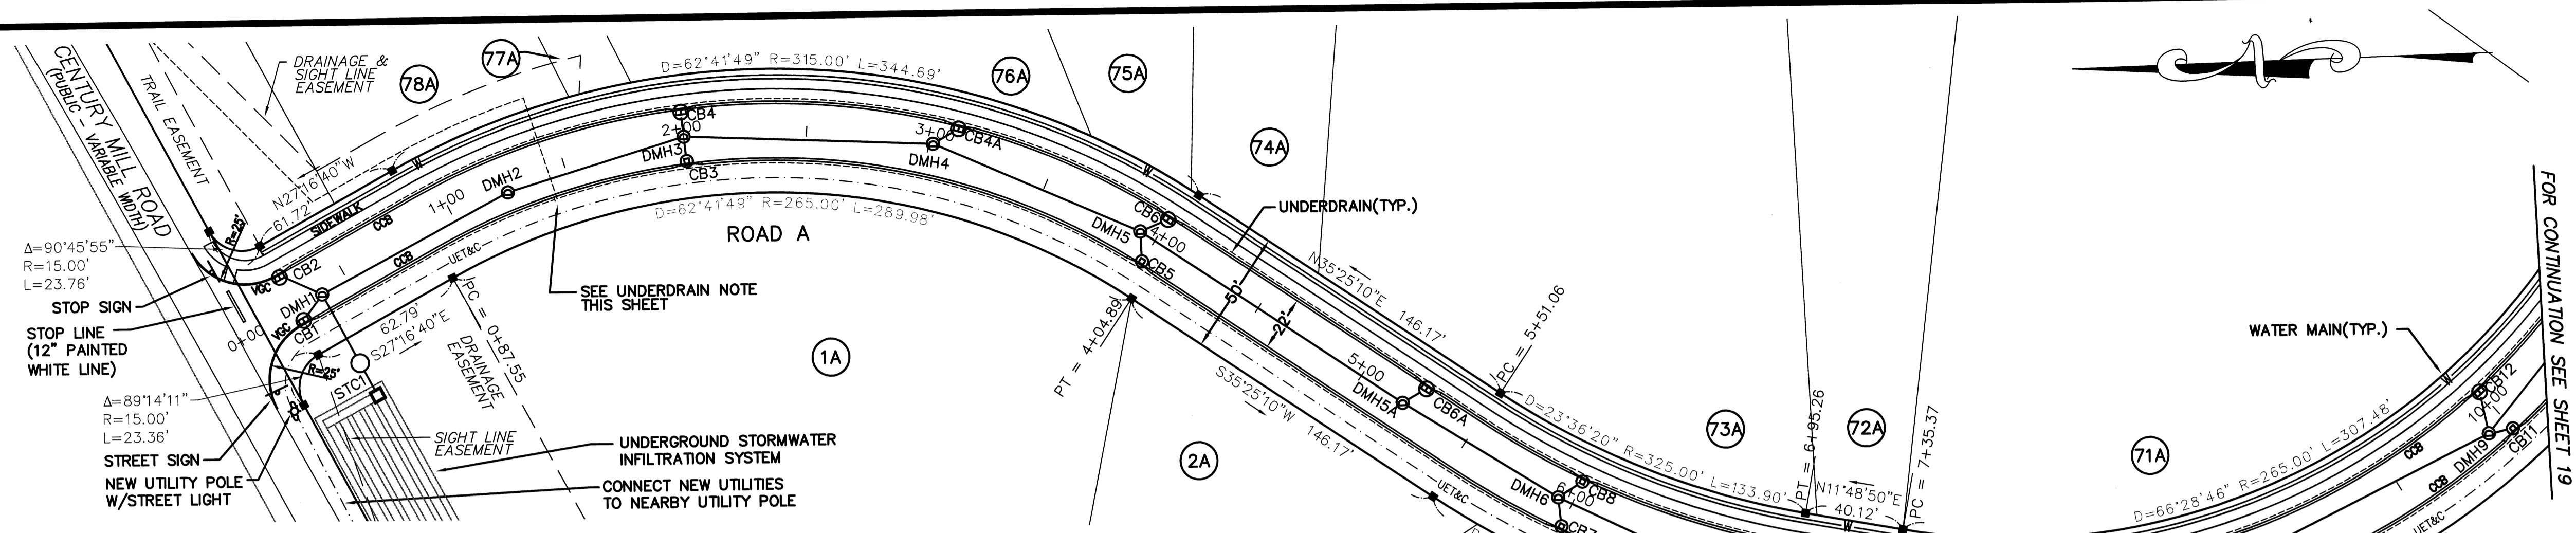 CENTURY MILL ROAD
(PUBLIC - VARIABLE WIDTH)
TRAIL EASEMENT
DRAINAGE &
SIGHT LINE
EASEMENT
78A
77A
D=62°41'49" R=315.00' L=344.69'
76A
75A
74A
N27°16'40"W
61.72'
SIDEWALK
CCB
W
1+00
DMH2
CB4
2+00
DMH3
CB3
3+00
CB4A
DMH4
W
CB6
DMH5
4+00
CB5
UNDERDRAIN(TYP.)
D=62°41'49" R=265.00' L=289.98'
ROAD A
Δ=90°45'55"
R=15.00'
L=23.76'
R=25'
STOP SIGN
STOP LINE
(12" PAINTED
WHITE LINE)
VGC
CB2
DMH1
VGC
CB1
0+00
CCB
UET&C
62.79'
S27°16'40"E
PC = 0+87.55
DRAINAGE
EASEMENT
R=25'
STC1
SEE UNDERDRAIN NOTE
THIS SHEET
Δ=89°14'11"
R=15.00'
L=23.36'
STREET SIGN
NEW UTILITY POLE
W/STREET LIGHT
SIGHT LINE
EASEMENT
UNDERGROUND STORMWATER
INFILTRATION SYSTEM
CONNECT NEW UTILITIES
TO NEARBY UTILITY POLE
1A
PT = 4+04.89
50'
22'
N35°25'10"E
146.17'
PC = 5+51.06
S35°25'10"W 146.17'
2A
5+00
DMH5A
CB6A
UET&C
DMH6
6+00
CB8
CB7
D=23°36'20" R=325.00' L=133.90'
73A
PT = 6+95.26
72A
N11°48'50"E
40.12'
W
PC = 7+35.37
71A
D=66°28'46" R=265.00' L=307.48'
WATER MAIN(TYP.)
W
CCB
CB12
10+00
DMH9
CB11
CCB
UET&C
FOR CONTINUATION SEE SHEET 19